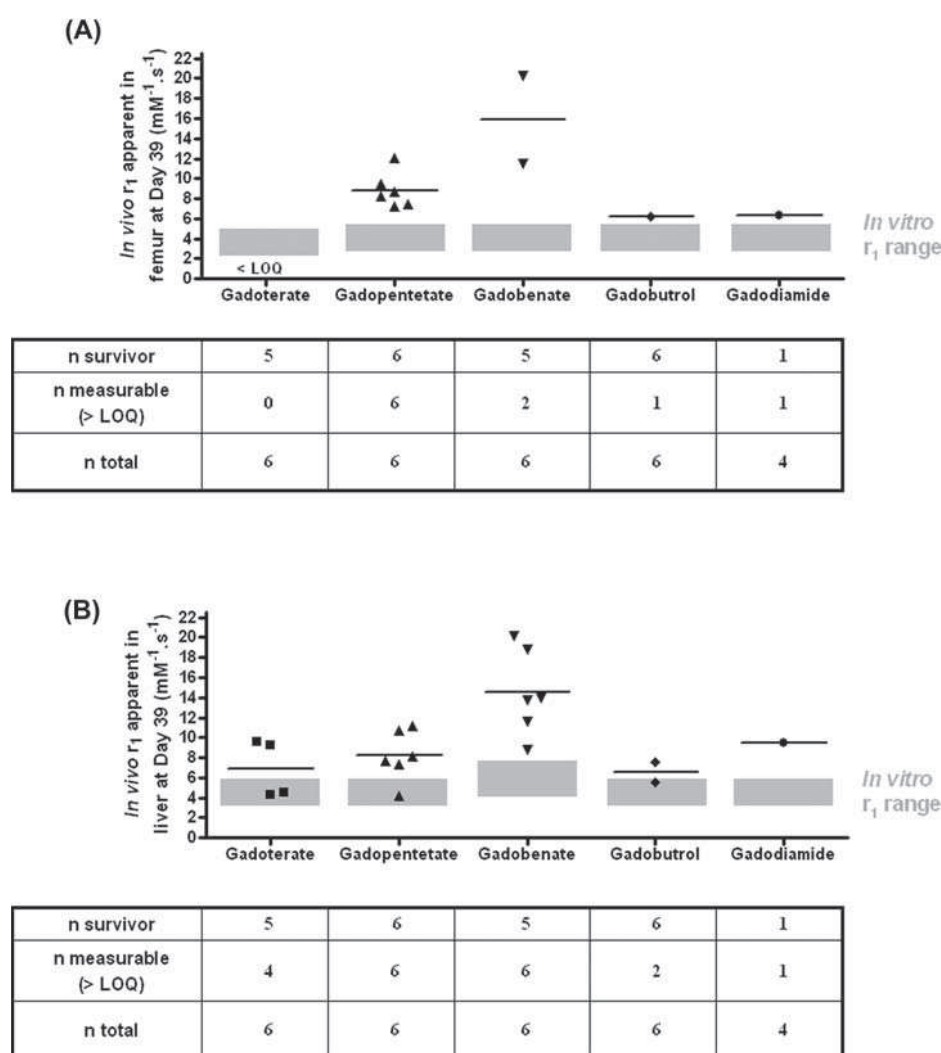 (A)
In vivo r1 apparent in
femur at Day 39 (mM-1.s-1)
22
20
18
16
14
12
10
8
6
4
2
0
< LOQ
In vitro
r1 range
Gadoterate Gadopentetate Gadobenate Gadobutrol Gadodiamide
n survivor 5 6 5 6 1
n measurable
(> LOQ) 0 6 2 1 1
n total 6 6 6 6 4
(B)
In vivo r1 apparent in
liver at Day 39 (mM-1.s-1)
22
20
18
16
14
12
10
8
6
4
2
0
In vitro
r1 range
Gadoterate Gadopentetate Gadobenate Gadobutrol Gadodiamide
n survivor 5 6 5 6 1
n measurable
(> LOQ) 4 6 6 2 1
n total 6 6 6 6 4